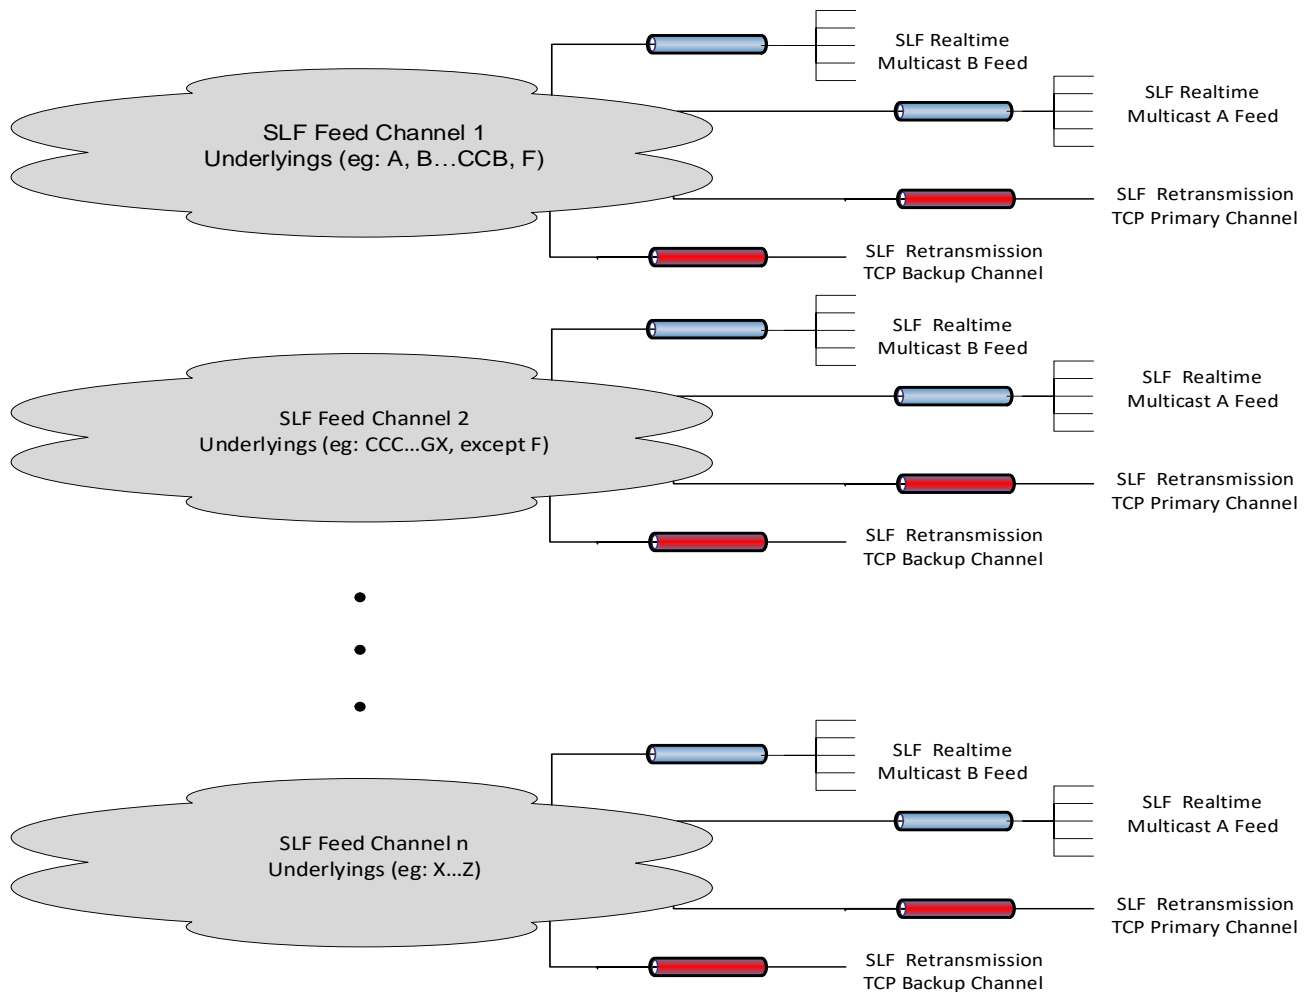 SLF Realtime
Multicast B Feed
SLF Realtime
Multicast A Feed
SLF Feed Channel 1
Underlyings (eg: A, B…CCB, F)
SLF Retransmission
TCP Primary Channel
SLF Retransmission
TCP Backup Channel
SLF Realtime
Multicast B Feed
SLF Realtime
Multicast A Feed
SLF Feed Channel 2
Underlyings (eg: CCC…GX, except F)
SLF Retransmission
TCP Primary Channel
SLF Retransmission
TCP Backup Channel
SLF Realtime
Multicast B Feed
SLF Realtime
Multicast A Feed
SLF Feed Channel n
Underlyings (eg: X…Z)
SLF Retransmission
TCP Primary Channel
SLF Retransmission
TCP Backup Channel